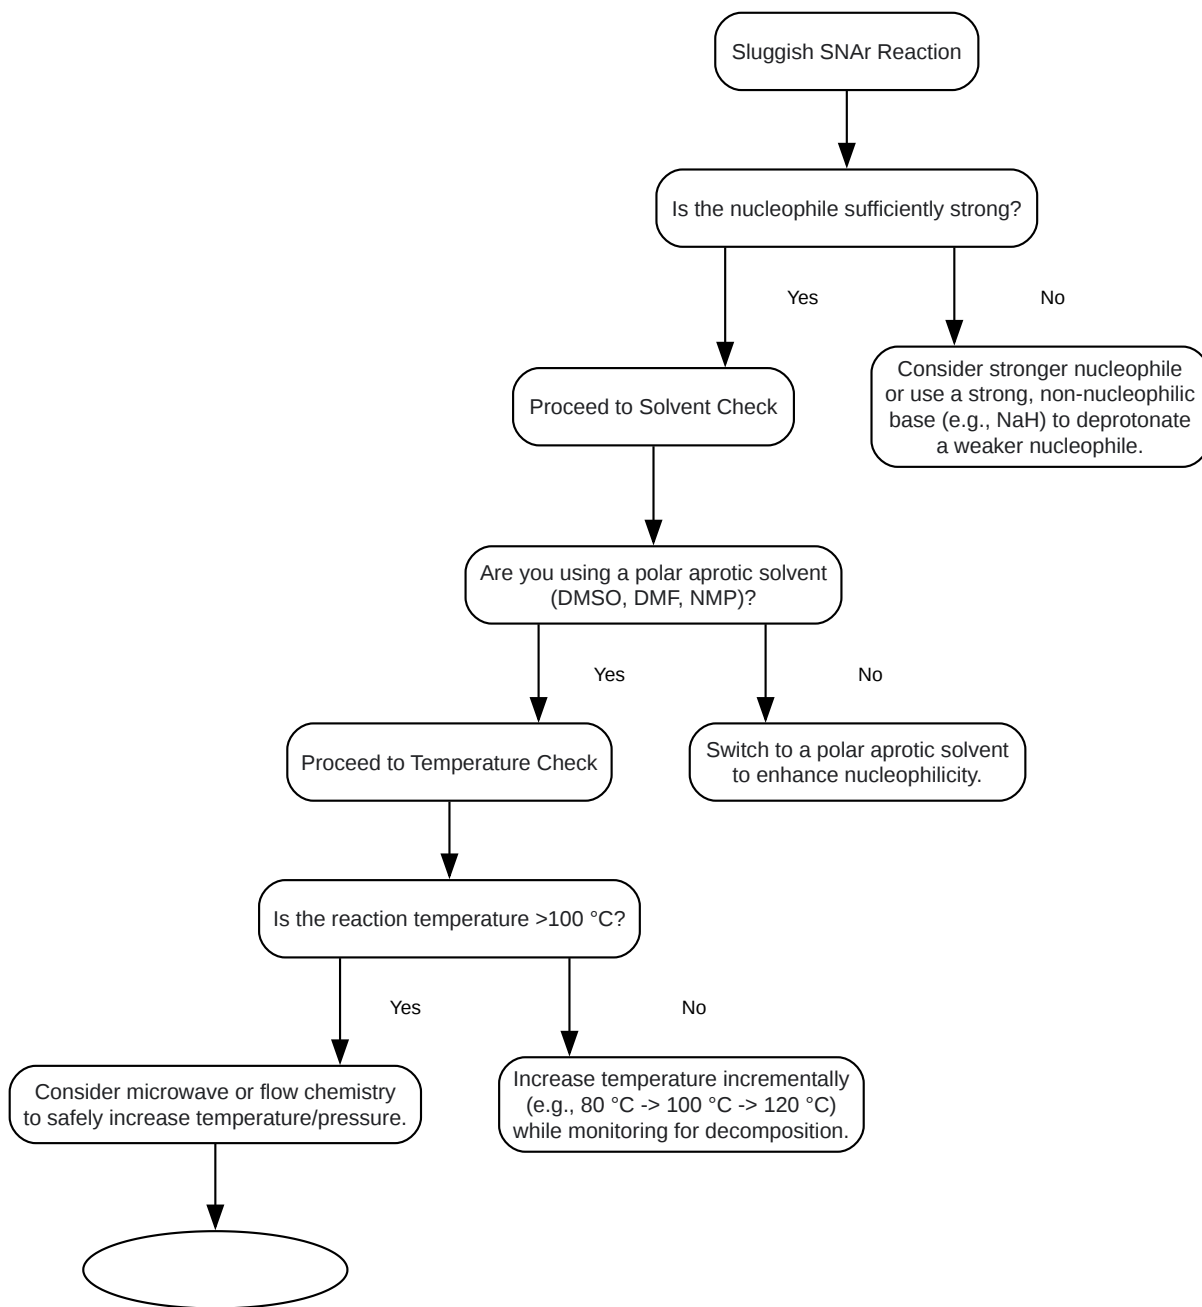 Sluggish SNAr Reaction
Is the nucleophile sufficiently strong?
Yes
No
Proceed to Solvent Check
Consider stronger nucleophile
or use a strong, non-nucleophilic
base (e.g., NaH) to deprotonate
a weaker nucleophile.
Are you using a polar aprotic solvent
(DMSO, DMF, NMP)?
Yes
No
Proceed to Temperature Check
Switch to a polar aprotic solvent
to enhance nucleophilicity.
Is the reaction temperature >100 °C?
Yes
No
Consider microwave or flow chemistry
to safely increase temperature/pressure.
Increase temperature incrementally
(e.g., 80 °C -> 100 °C -> 120 °C)
while monitoring for decomposition.